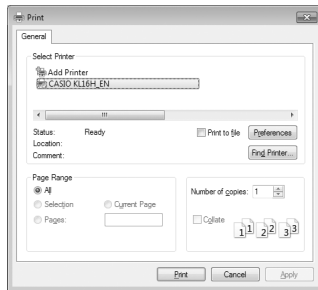 Print
General
Select Printer
Add Printer
CASIO KL16H_EN
Status: Ready
Print to file
Preferences
Location:
Comment:
Find Printer...
Page Range
All
Selection
Current Page
Pages:
Number of copies: 1
Collate
1 1 2 2 3 3
Print
Cancel
Apply